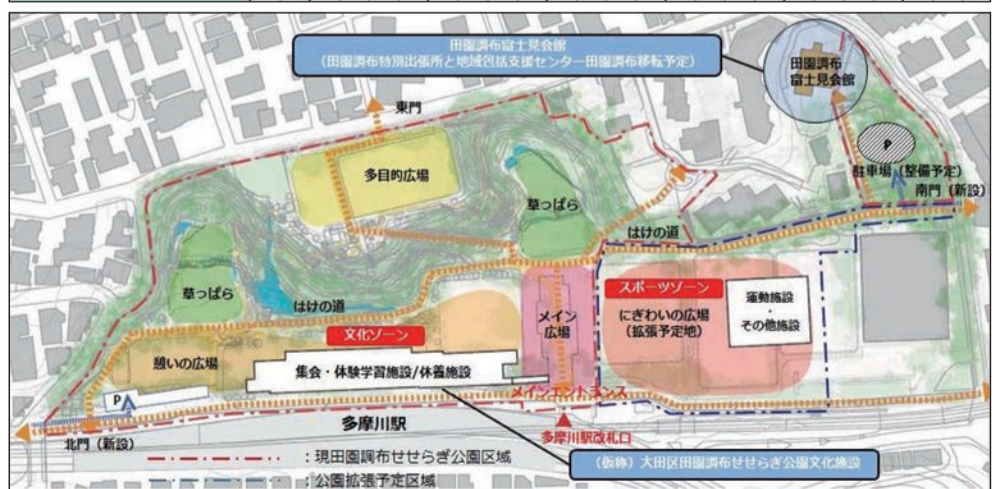 田園調布富士見会館
（田園調布特別出張所と地域包括支援センター田園調布移転予定）
田園調布
富士見会館
東門
多目的広場
P
駐車場（整備予定）
南門（新設）
草っぱら
はけの道
草っぱら
はけの道
文化ゾーン
メイン
広場
スポーツゾーン
にぎわいの広場
（拡張予定地）
運動施設
・
その他施設
憩いの広場
集会・体験学習施設/休養施設
P
メインエントランス
北門（新設）
多摩川駅
多摩川駅改札口
：現田園調布せせらぎ公園区域
：公園拡張予定区域
（仮称）大田区田園調布せせらぎ公園文化施設